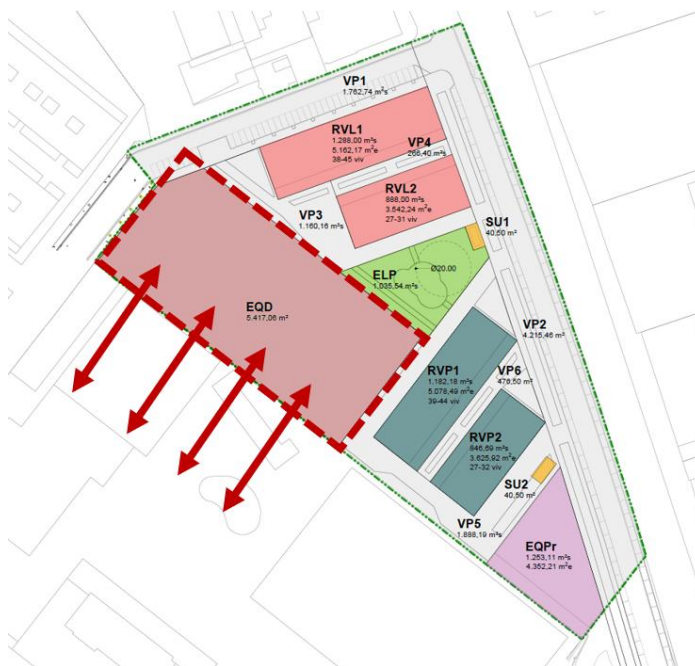 VP1
1.762,74 m²s
RVL1
1.288,00 m²s
5.162,17 m²e
38-45 viv
VP4
266,40 m²s
RVL2
888,00 m²s
3.542,24 m²e
27-31 viv
VP3
1.160,16 m²s
SU1
40,50 m²
ELP
1.035,54 m²s
Ø20,00
EQD
5.417,06 m²
VP2
4.215,46 m²s
RVP1
1.182,18 m²s
5.078,49 m²e
39-44 viv
VP6
476,50 m²s
RVP2
846,69 m²s
3.625,92 m²e
27-32 viv
SU2
40,50 m²
VP5
1.888,19 m²s
EQPr
1.253,11 m²s
4.352,21 m²e